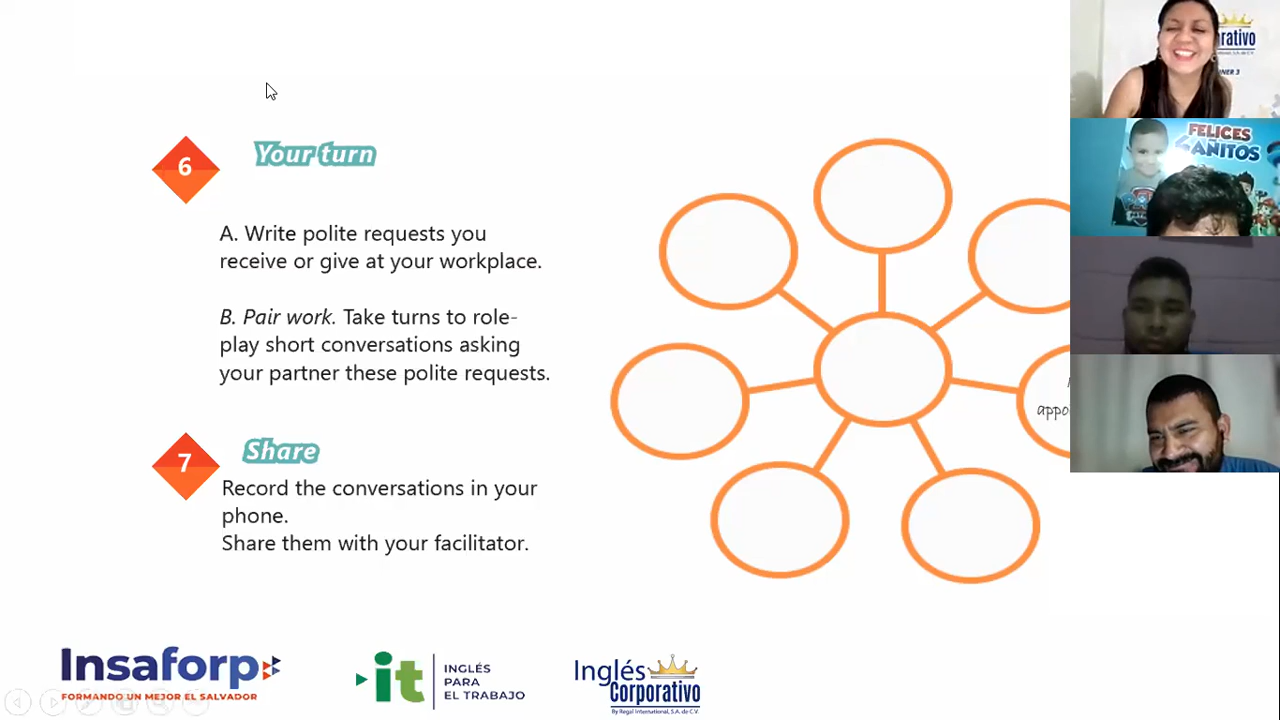 6
Your turn
A. Write polite requests you
receive or give at your workplace.
B. Pair work. Take turns to role-
play short conversations asking
your partner these polite requests.
7
Share
Record the conversations in your
phone.
Share them with your facilitator.
Insaforp
FORMANDO UN MEJOR EL SALVADOR
it
INGLÉS
PARA
EL TRABAJO
Inglés
Corporativo
By Regal International, S.A. de C.V.
FELICES
6 AÑITOS